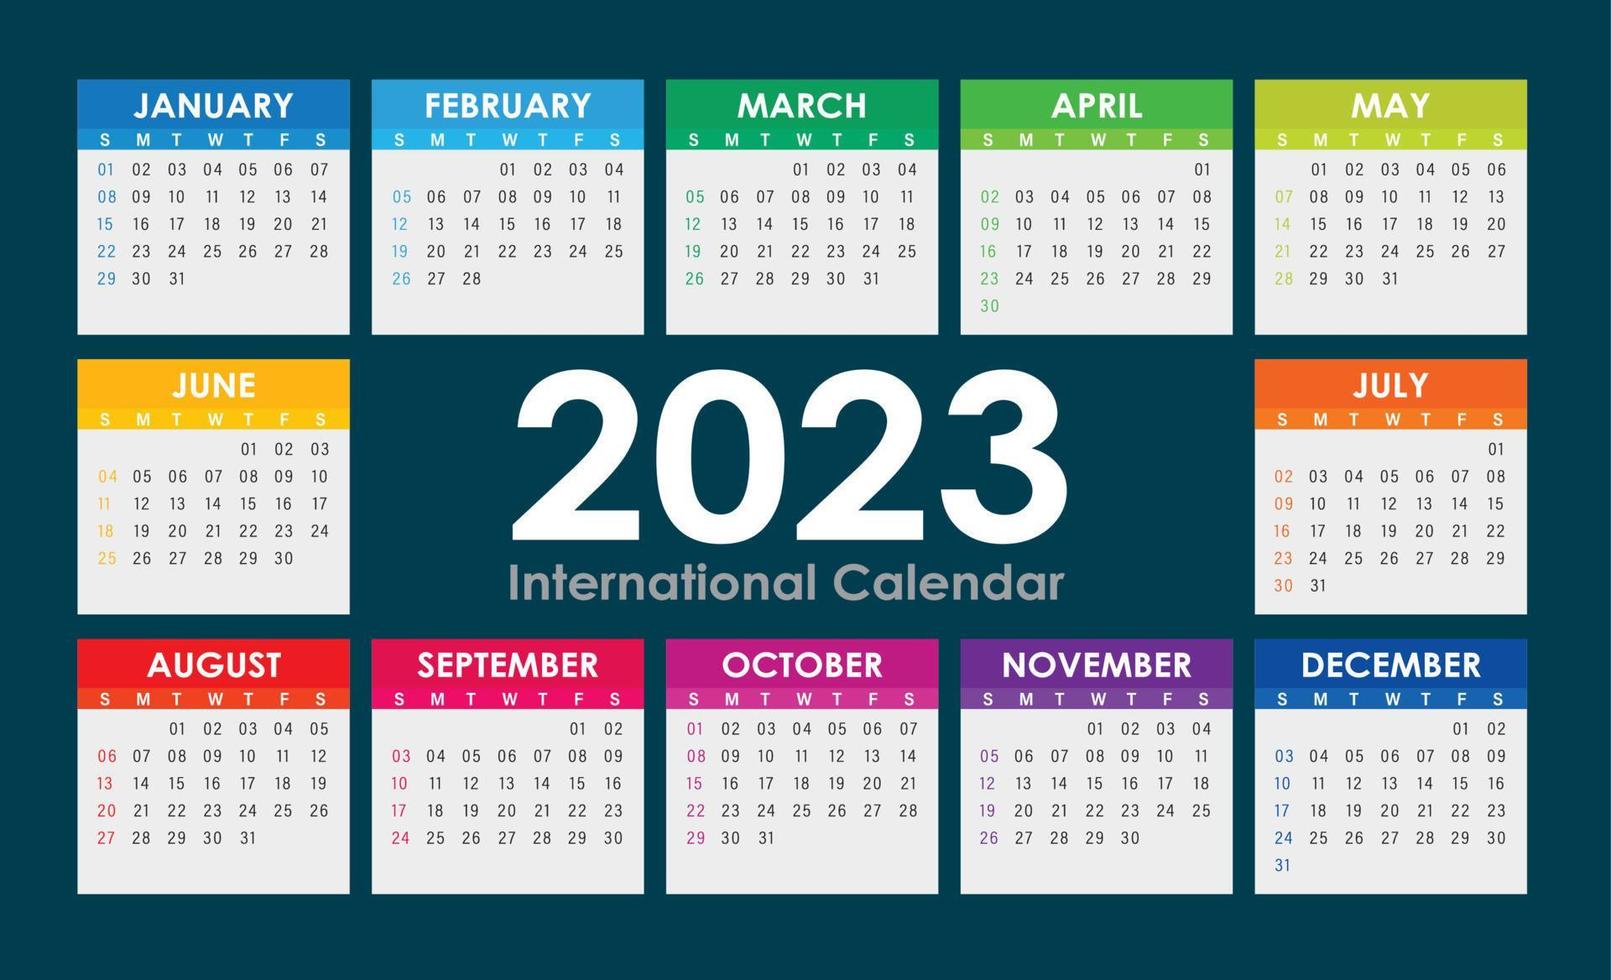 JANUARY
S M T W T F S
01 02 03 04 05 06 07
08 09 10 11 12 13 14
15 16 17 18 19 20 21
22 23 24 25 26 27 28
29 30 31
FEBRUARY
S M T W T F S
01 02 03 04
05 06 07 08 09 10 11
12 13 14 15 16 17 18
19 20 21 22 23 24 25
26 27 28
MARCH
S M T W T F S
01 02 03 04
05 06 07 08 09 10 11
12 13 14 15 16 17 18
19 20 21 22 23 24 25
26 27 28 29 30 31
APRIL
S M T W T F S
01
02 03 04 05 06 07 08
09 10 11 12 13 14 15
16 17 18 19 20 21 22
23 24 25 26 27 28 29
30
MAY
S M T W T F S
01 02 03 04 05 06
07 08 09 10 11 12 13
14 15 16 17 18 19 20
21 22 23 24 25 26 27
28 29 30 31
JUNE
S M T W T F S
01 02 03
04 05 06 07 08 09 10
11 12 13 14 15 16 17
18 19 20 21 22 23 24
25 26 27 28 29 30
2023
International Calendar
JULY
S M T W T F S
01
02 03 04 05 06 07 08
09 10 11 12 13 14 15
16 17 18 19 20 21 22
23 24 25 26 27 28 29
30 31
AUGUST
S M T W T F S
01 02 03 04 05
06 07 08 09 10 11 12
13 14 15 16 17 18 19
20 21 22 23 24 25 26
27 28 29 30 31
SEPTEMBER
S M T W T F S
01 02
03 04 05 06 07 08 09
10 11 12 13 14 15 16
17 18 19 20 21 22 23
24 25 26 27 28 29 30
OCTOBER
S M T W T F S
01 02 03 04 05 06 07
08 09 10 11 12 13 14
15 16 17 18 19 20 21
22 23 24 25 26 27 28
29 30 31
NOVEMBER
S M T W T F S
01 02 03 04
05 06 07 08 09 10 11
12 13 14 15 16 17 18
19 20 21 22 23 24 25
26 27 28 29 30
DECEMBER
S M T W T F S
01 02
03 04 05 06 07 08 09
10 11 12 13 14 15 16
17 18 19 20 21 22 23
24 25 26 27 28 29 30
31